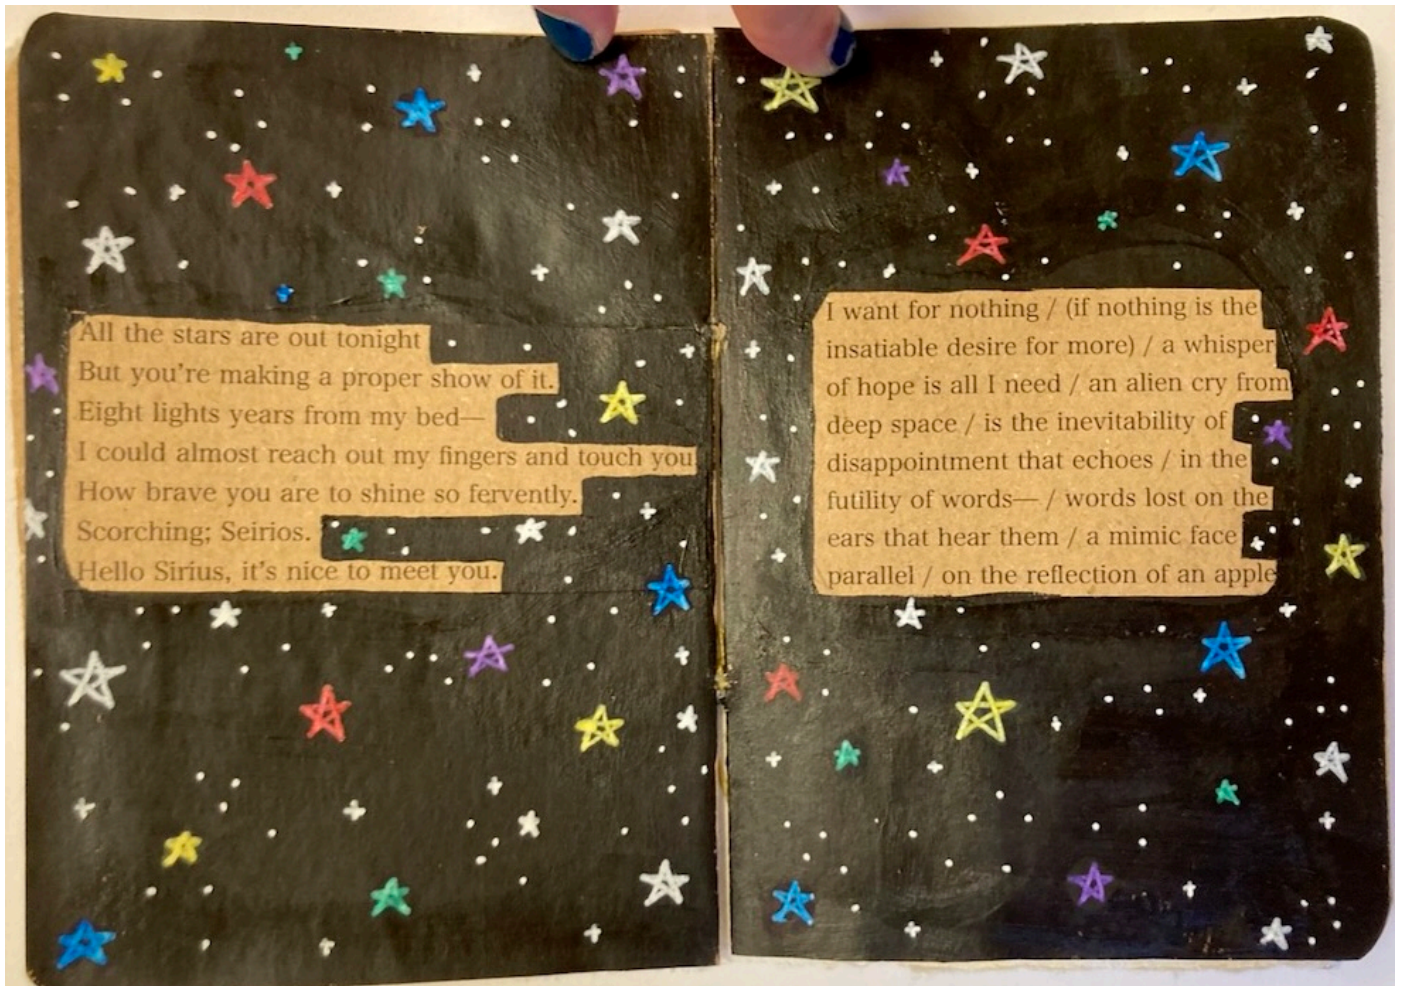 All the stars are out tonight
But you're making a proper show of it.
Eight lights years from my bed—
I could almost reach out my fingers and touch you
How brave you are to shine so fervently.
Scorching; Seirios.
Hello Sirius, it's nice to meet you.
I want for nothing / (if nothing is the
insatiable desire for more) / a whisper
of hope is all I need / an alien cry from
deep space / is the inevitability of
disappointment that echoes / in the
futility of words— / words lost on the
ears that hear them / a mimic face
parallel / on the reflection of an apple